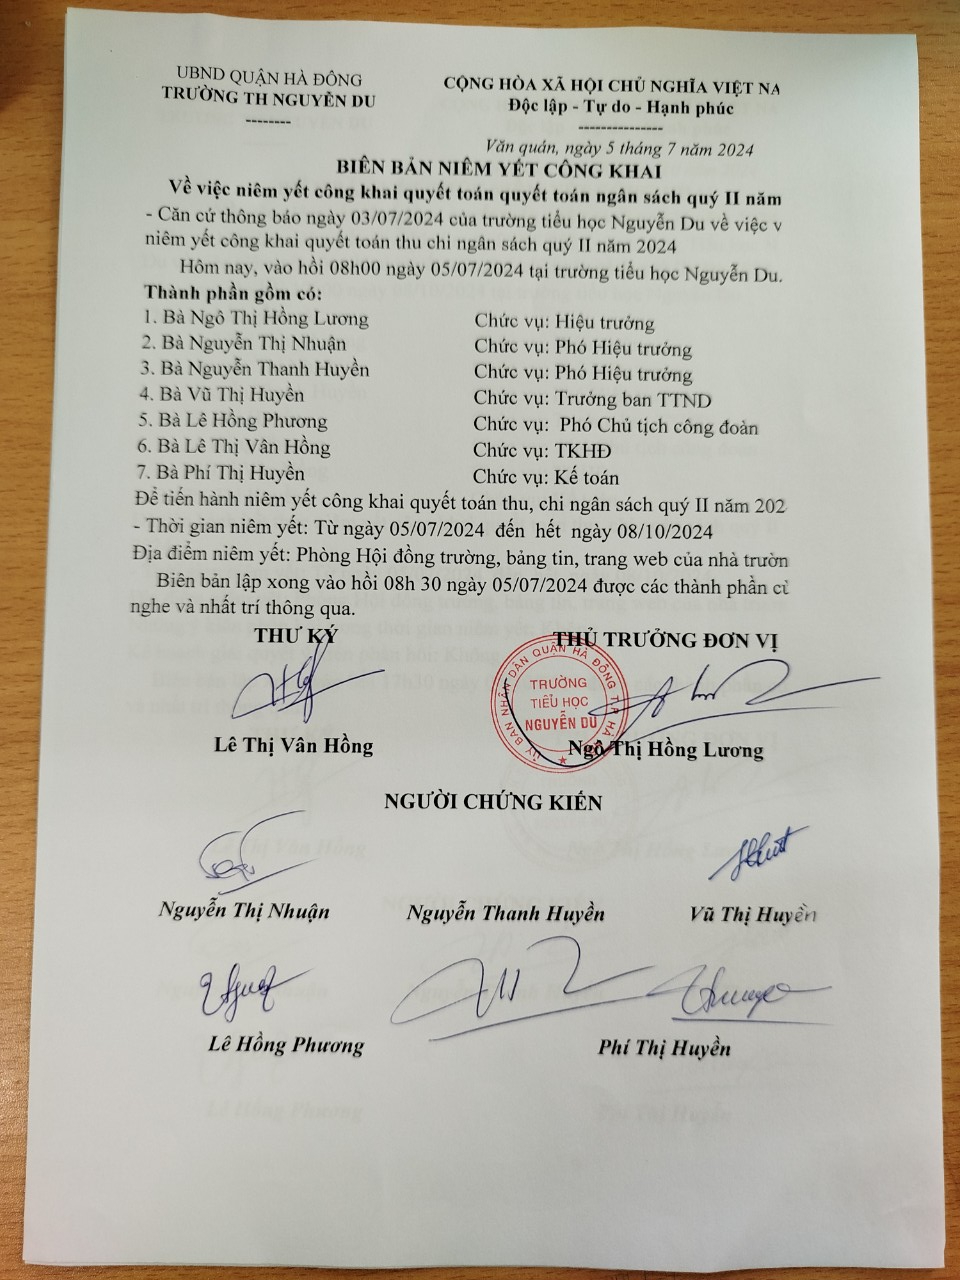 UBND QUẬN HÀ ĐÔNG
TRƯỜNG TH NGUYỄN DU
--------
CỘNG HÒA XÃ HỘI CHỦ NGHĨA VIỆT NA
Độc lập - Tự do - Hạnh phúc
---------------
Văn quán, ngày 5 tháng 7 năm 2024
BIÊN BẢN NIÊM YẾT CÔNG KHAI
Về việc niêm yết công khai quyết toán quyết toán ngân sách quý II năm
- Căn cứ thông báo ngày 03/07/2024 của trường tiểu học Nguyễn Du về việc v
niêm yết công khai quyết toán thu chi ngân sách quý II năm 2024
Hôm nay, vào hồi 08h00 ngày 05/07/2024 tại trường tiểu học Nguyễn Du.
Thành phần gồm có:
1. Bà Ngô Thị Hồng Lương Chức vụ: Hiệu trưởng
2. Bà Nguyễn Thị Nhuận Chức vụ: Phó Hiệu trưởng
3. Bà Nguyễn Thanh Huyền Chức vụ: Phó Hiệu trưởng
4. Bà Vũ Thị Huyền Chức vụ: Trưởng ban TTND
5. Bà Lê Hồng Phương Chức vụ: Phó Chủ tịch công đoàn
6. Bà Lê Thị Vân Hồng Chức vụ: TKHĐ
7. Bà Phí Thị Huyền Chức vụ: Kế toán
Để tiến hành niêm yết công khai quyết toán thu, chi ngân sách quý II năm 202
- Thời gian niêm yết: Từ ngày 05/07/2024 đến hết ngày 08/10/2024
Địa điểm niêm yết: Phòng Hội đồng trường, bảng tin, trang web của nhà trườn
Biên bản lập xong vào hồi 08h 30 ngày 05/07/2024 được các thành phần cù
nghe và nhất trí thông qua.
THƯ KÝ
THỦ TRƯỞNG ĐƠN VỊ
ỦY BAN NHÂN DÂN QUẬN HÀ ĐÔNG T.P. HÀ
TRƯỜNG
TIỂU HỌC
NGUYỄN DU
Lê Thị Vân Hồng
Ngô Thị Hồng Lương
NGƯỜI CHỨNG KIẾN
Nguyễn Thị Nhuận
Nguyễn Thanh Huyền
Vũ Thị Huyền
Lê Hồng Phương
Phí Thị Huyền